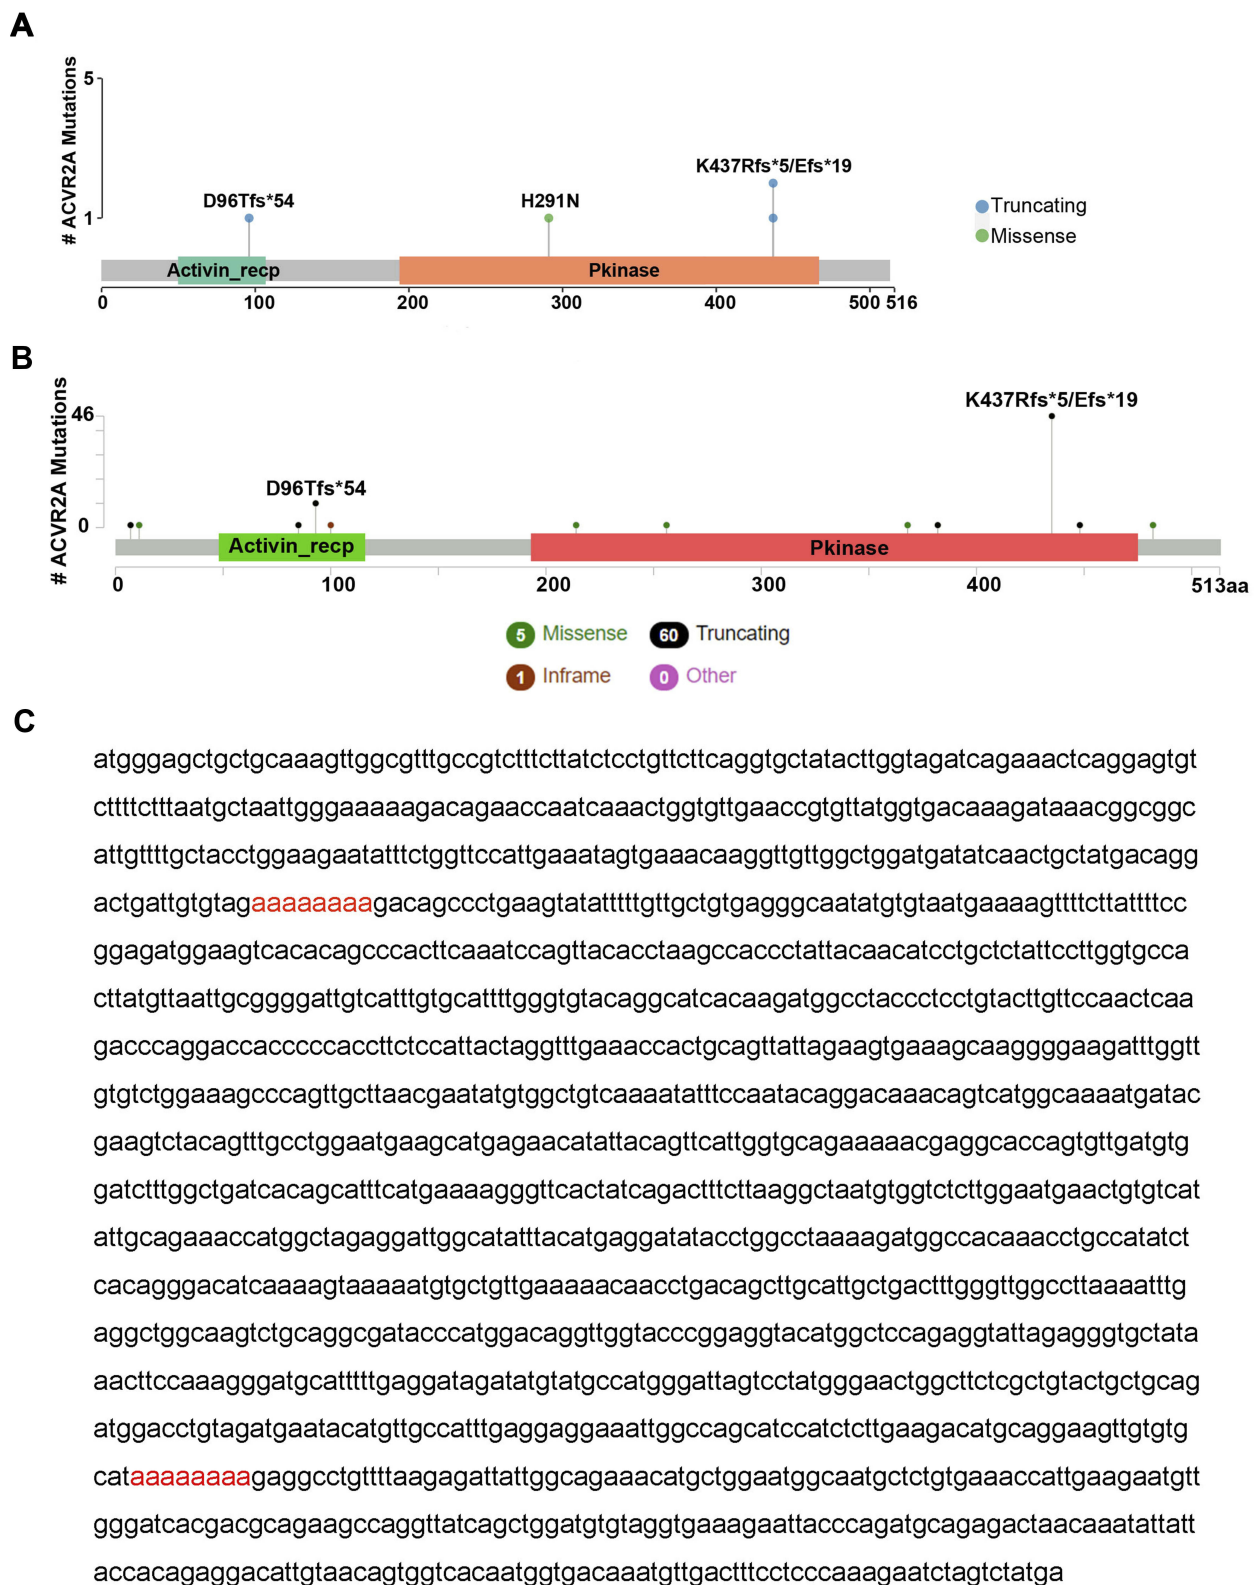 A
# ACVR2A Mutations
5
1
D96Tfs*54
H291N
K437Rfs*5/Efs*19
Truncating
Missense
Activin_recp
Pkinase
0
100
200
300
400
500 516
B
# ACVR2A Mutations
46
0
D96Tfs*54
K437Rfs*5/Efs*19
Activin_recp
Pkinase
0
100
200
300
400
513aa
5 Missense
60 Truncating
1 Inframe
0 Other
C
atgggagctgctgcaaagttggcgtttgccgtctttcttatctcctgttcttcaggtgctatacttggtagatcagaaactcaggagtgt
cttttctttaatgctaattgggaaaaagacagaaccaatcaaactggtgttgaaccgtgttatggtgacaaagataaacggcggc
attgttttgctacctggaagaatatttctggttccattgaaatagtgaaacaaggttgttggctggatgatatcaactgctatgacagg
actgattgtgtagaaaaaaaagacagccctgaagtatatttttgttgctgtgagggcaatatgtgtaatgaaaagttttcttattttcc
ggagatggaagtcacacagcccacttcaaatccagttacacctaagccaccctattacaacatcctgctctattccttggtgcca
cttatgttaattgcggggattgtcatttgtgcattttgggtgtacaggcatcacaagatggcctaccctcctgtacttgttccaactcaa
gacccaggaccacccccaccttctccattactaggtttgaaaccactgcagttattagaagtgaaagcaaggggaagatttggtt
gtgtctggaaagcccagttgcttaacgaatatgtggctgtcaaaatatttccaatacaggacaaacagtcatggcaaaatgatac
gaagtctacagtttgcctggaatgaagcatgagaacatattacagttcattggtgcagaaaaacgaggcaccagtgttgatgtg
gatctttggctgatcacagcatttcatgaaaagggttcactatcagactttcttaaggctaatgtggtctcttggaatgaactgtgtcat
attgcagaaaccatggctagaggattggcatatttacatgaggatatacctggcctaaaagatggccacaaacctgccatatct
cacagggacatcaaaagtaaaaatgtgctgttgaaaaacaacctgacagcttgcattgctgactttgggttggccttaaaatttg
aggctggcaagtctgcaggcgatacccatggacaggttggtacccggaggtacatggctccagaggtattagagggtgctata
aacttccaaagggatgcatttttgaggatagatatgtatgccatgggattagtcctatgggaactggcttctcgctgtactgctgcag
atggacctgtagatgaatacatgttgccatttgaggaggaaattggccagcatccatctcttgaagacatgcaggaagttgtgtg
cataaaaaaaagaggcctgttttaagagattattggcagaaacatgctggaatggcaatgctctgtgaaaccattgaagaatgtt
gggatcacgacgcagaagccaggttatcagctggatgtgtaggtgaaagaattacccagatgcagagactaacaaatattatt
accacagaggacattgtaacagtggtcacaatggtgacaaatgttgactttcctcccaaagaatctagtctatga